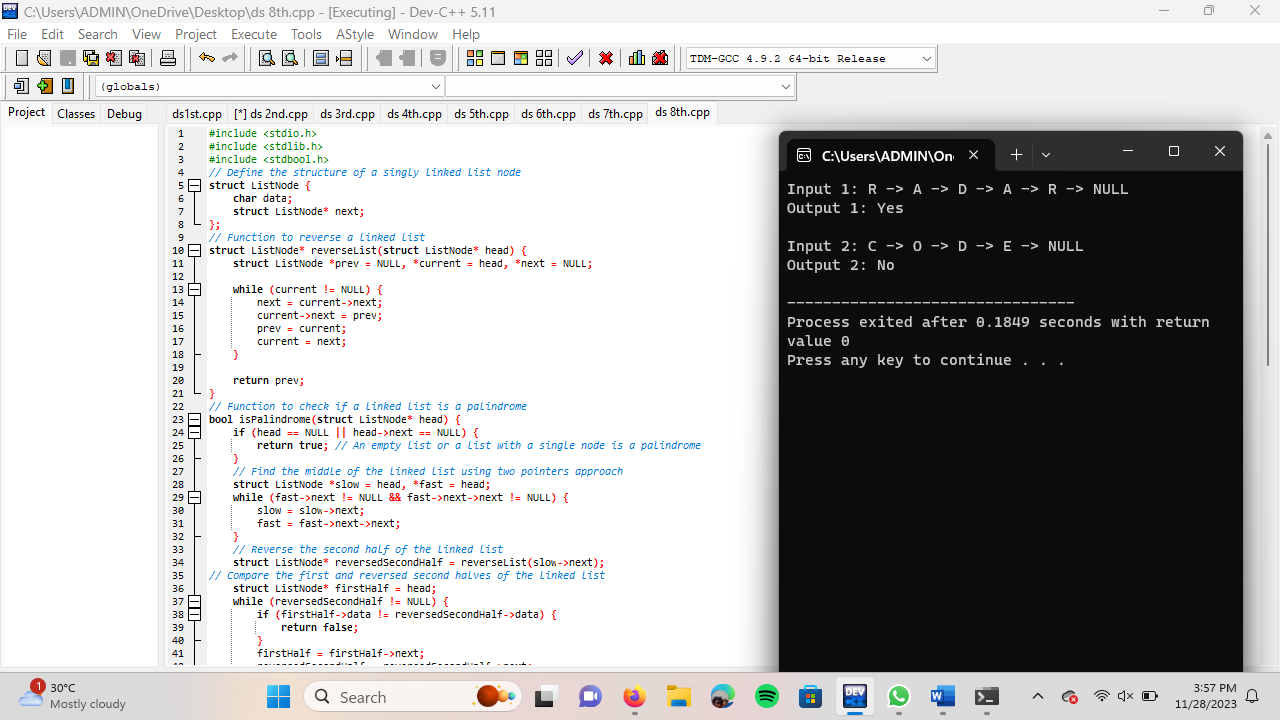 C:\Users\ADMIN\OneDrive\Desktop\ds 8th.cpp - [Executing] - Dev-C++ 5.11
File Edit Search View Project Execute Tools AStyle Window Help
TDM-GCC 4.9.2 64-bit Release
(globals)
Project Classes Debug
ds1st.cpp [*] ds 2nd.cpp ds 3rd.cpp ds 4th.cpp ds 5th.cpp ds 6th.cpp ds 7th.cpp ds 8th.cpp
1 #include <stdio.h>
2 #include <stdlib.h>
3 #include <stdbool.h>
4 // Define the structure of a singly linked list node
5 struct ListNode {
6 char data;
7 struct ListNode* next;
8 };
9 // Function to reverse a linked list
10 struct ListNode* reverseList(struct ListNode* head) {
11 struct ListNode *prev = NULL, *current = head, *next = NULL;
12
13 while (current != NULL) {
14 next = current->next;
15 current->next = prev;
16 prev = current;
17 current = next;
18 }
19
20 return prev;
21 }
22 // Function to check if a linked list is a palindrome
23 bool isPalindrome(struct ListNode* head) {
24 if (head == NULL || head->next == NULL) {
25 return true; // An empty list or a list with a single node is a palindrome
26 }
27 // Find the middle of the linked list using two pointers approach
28 struct ListNode *slow = head, *fast = head;
29 while (fast->next != NULL && fast->next->next != NULL) {
30 slow = slow->next;
31 fast = fast->next->next;
32 }
33 // Reverse the second half of the linked list
34 struct ListNode* reversedSecondHalf = reverseList(slow->next);
35 // Compare the first and reversed second halves of the linked list
36 struct ListNode* firstHalf = head;
37 while (reversedSecondHalf != NULL) {
38 if (firstHalf->data != reversedSecondHalf->data) {
39 return false;
40 }
41 firstHalf = firstHalf->next;
C:\Users\ADMIN\On
Input 1: R -> A -> D -> A -> R -> NULL
Output 1: Yes
Input 2: C -> O -> D -> E -> NULL
Output 2: No
--------------------------------
Process exited after 0.1849 seconds with return
value 0
Press any key to continue . . .
1
30°C
Mostly cloudy
Search
DEV
3:57 PM
11/28/2023